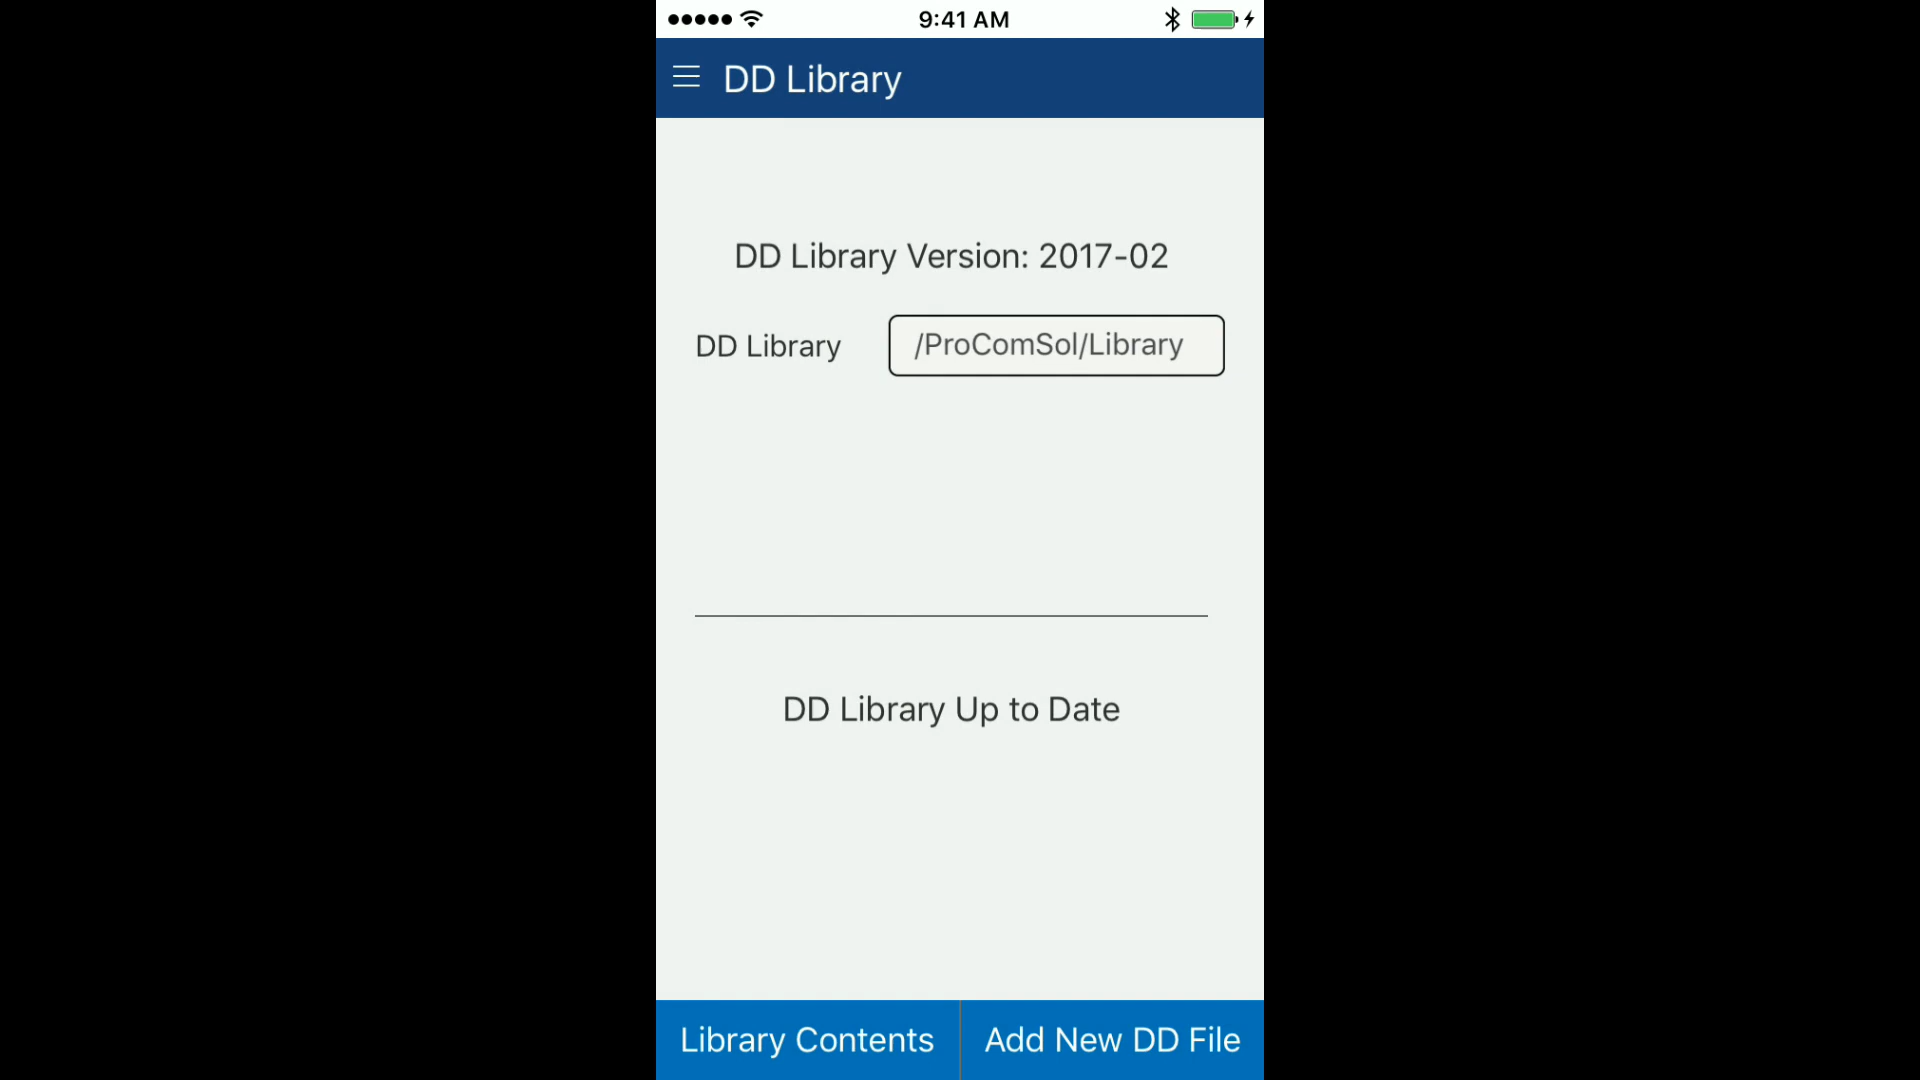 9:41 AM
DD Library
DD Library Version: 2017-02
DD Library
/ProComSol/Library
DD Library Up to Date
Library Contents
Add New DD File